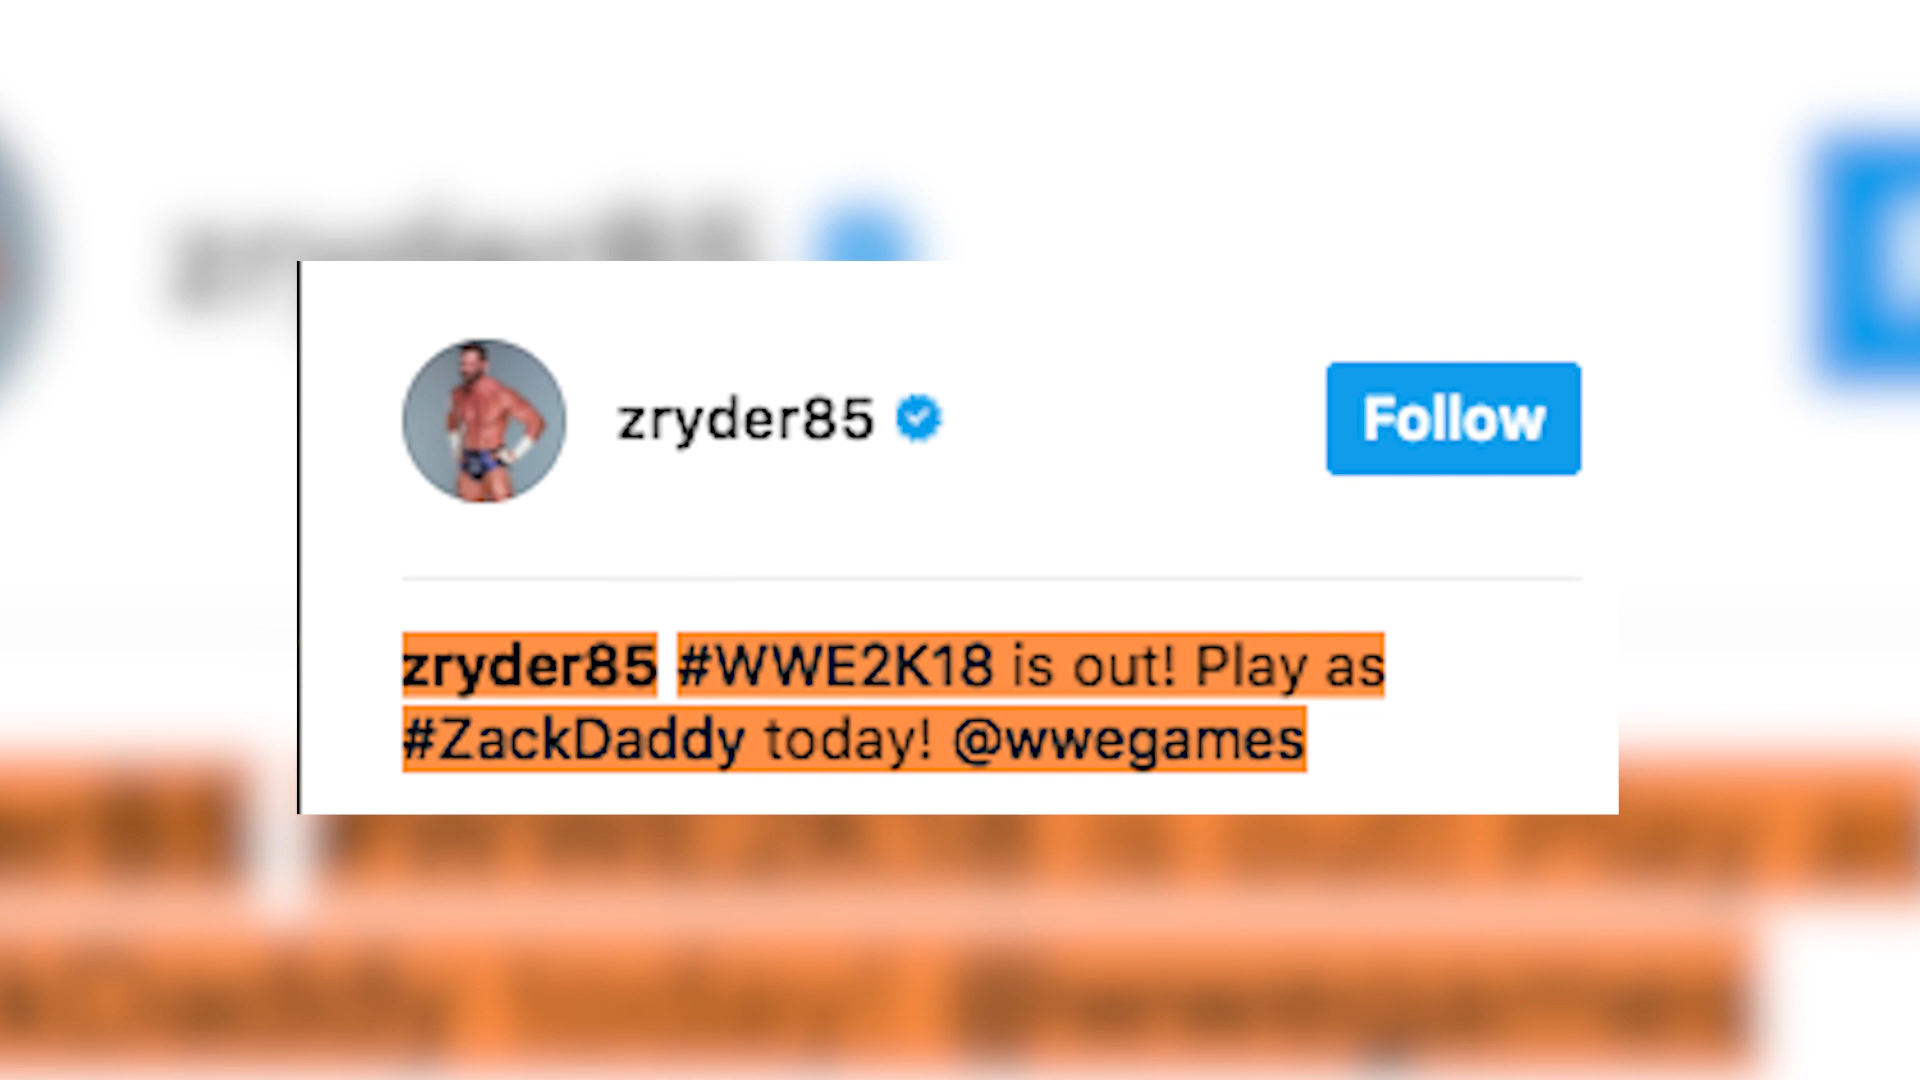 zryder85
Follow
zryder85 #WWE2K18 is out! Play as
#ZackDaddy today! @wwegames